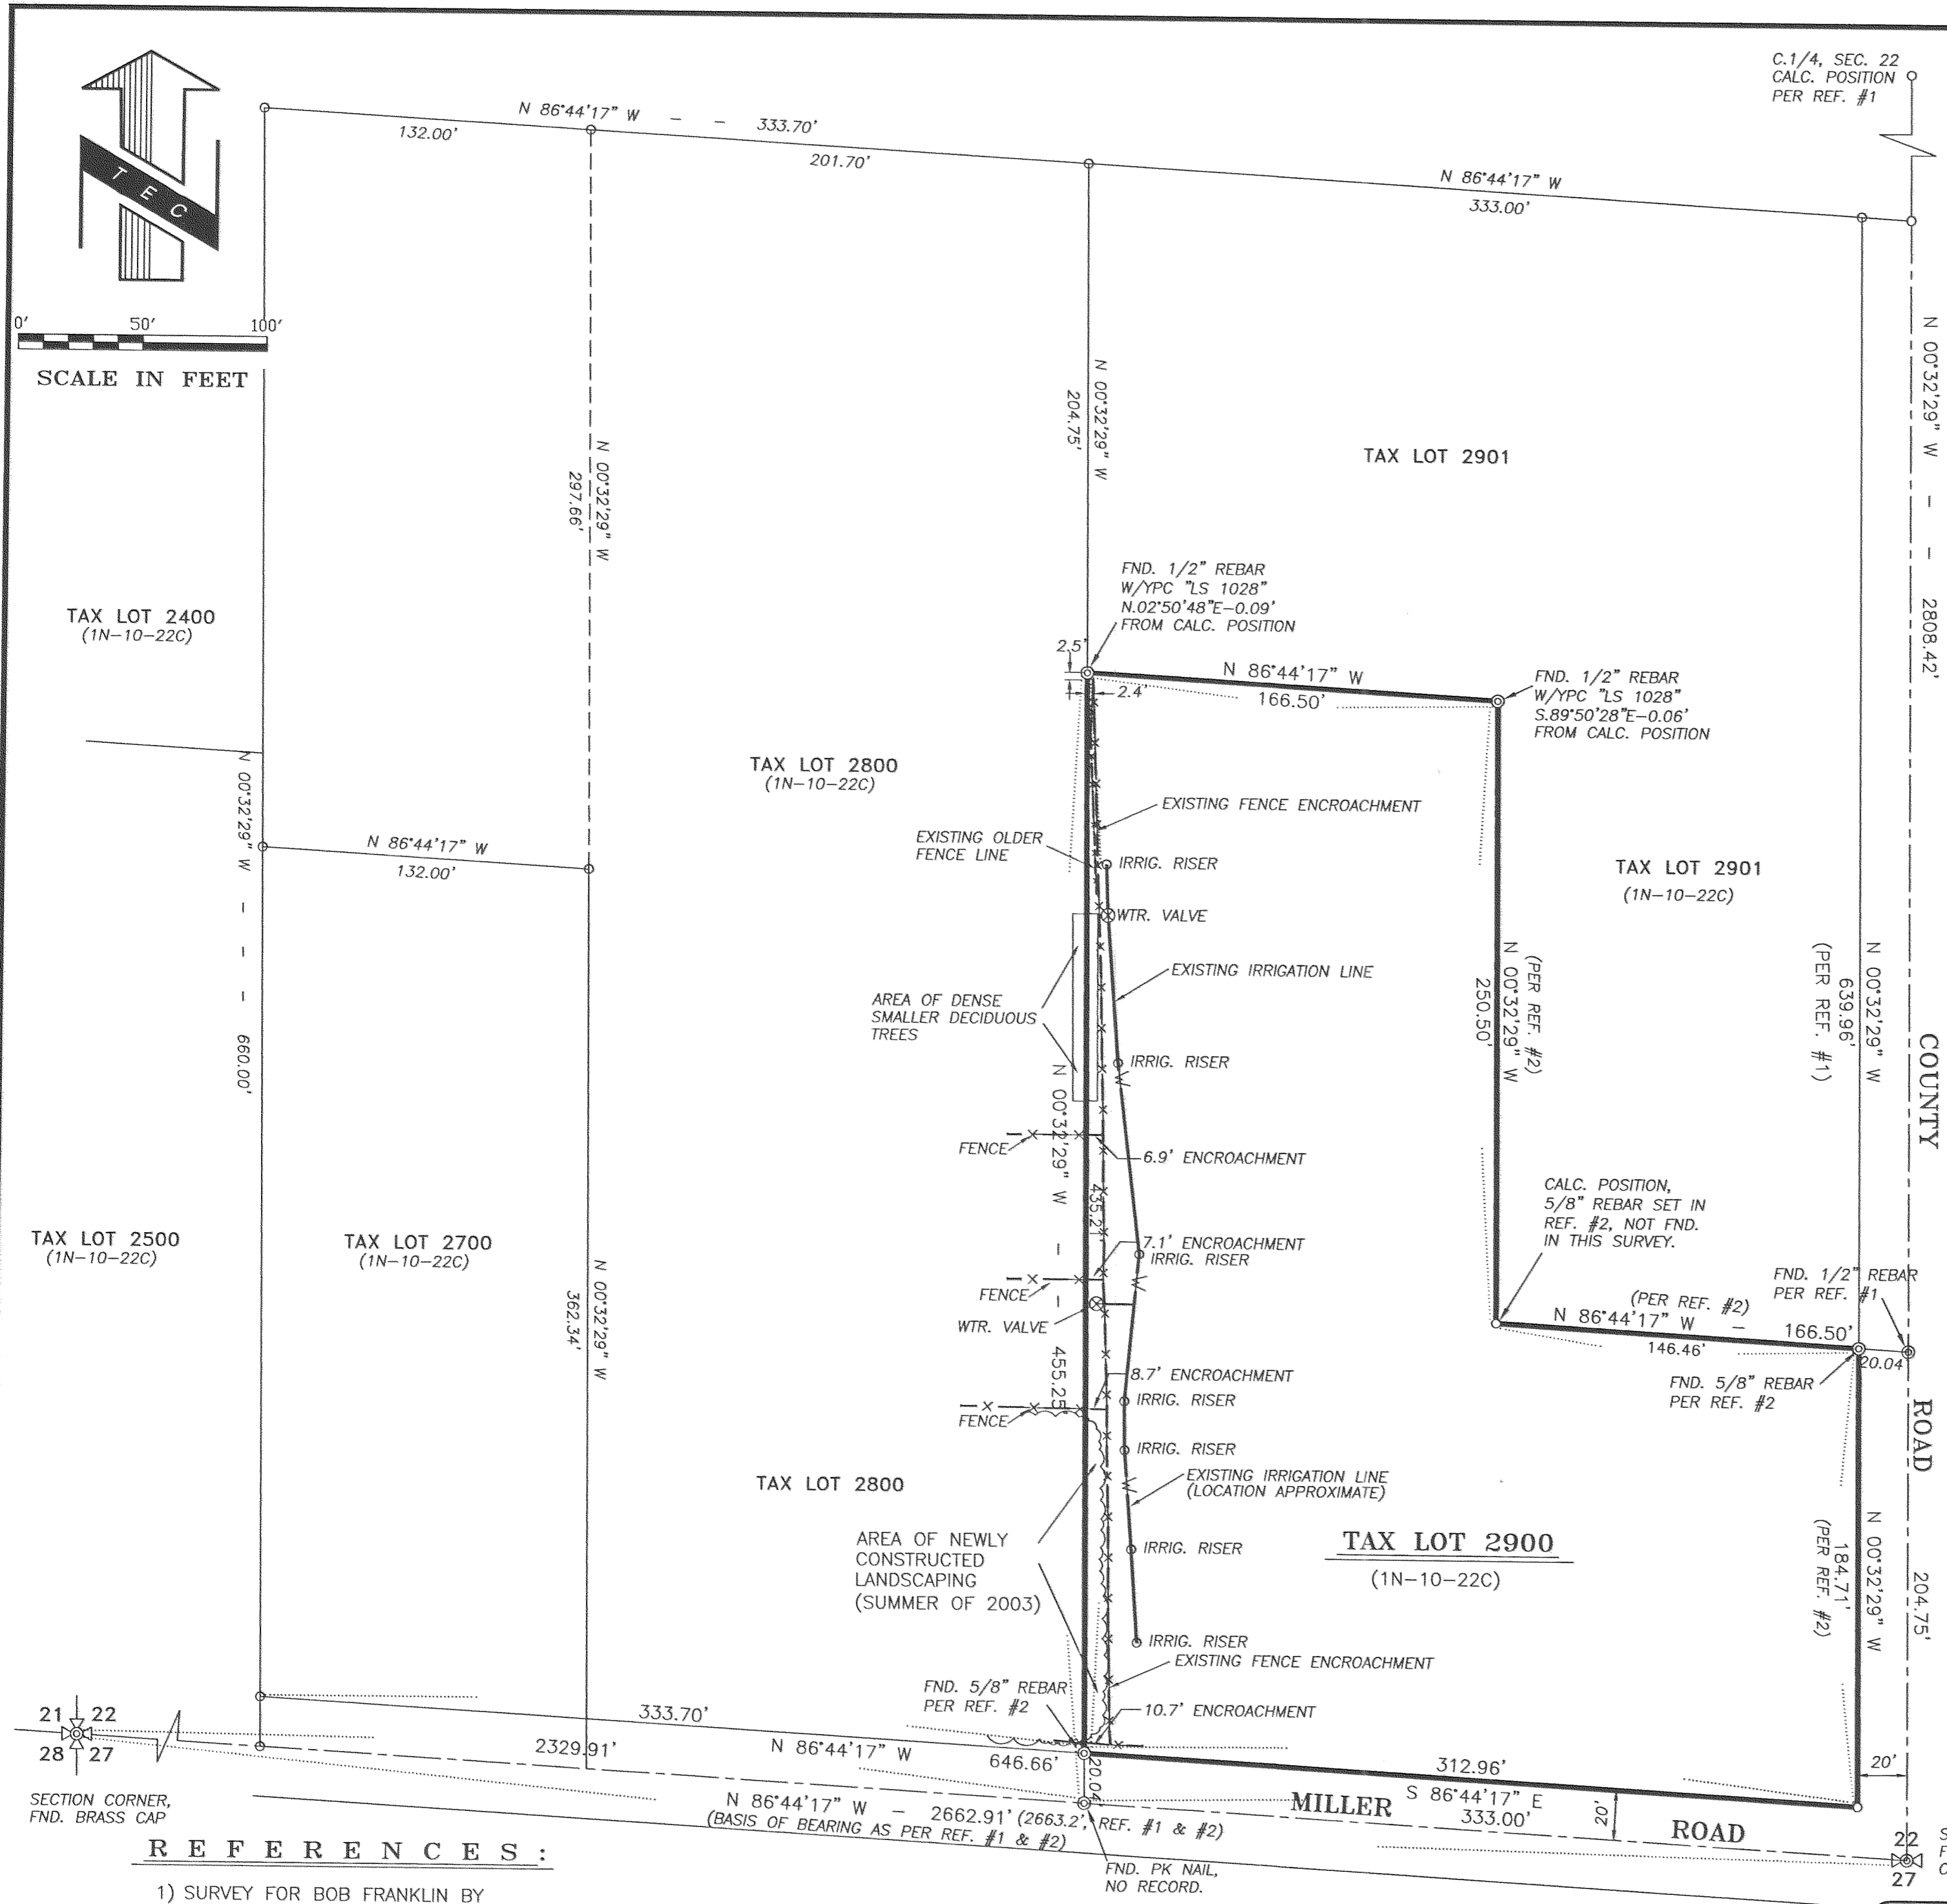 C.1/4, SEC. 22
CALC. POSITION
PER REF. #1
T E C
0' 50' 100'
SCALE IN FEET
N 86°44'17" W - - 333.70'
132.00'
201.70'
N 86°44'17" W
333.00'
N 00°32'29" W - - 2808.42'
N 00°32'29" W
297.66'
N 00°32'29" W
204.75'
TAX LOT 2901
TAX LOT 2400
(1N-10-22C)
FND. 1/2" REBAR
W/YPC "LS 1028"
N.02°50'48"E-0.09'
FROM CALC. POSITION
2.5'
2.4'
N 86°44'17" W
166.50'
FND. 1/2" REBAR
W/YPC "LS 1028"
S.89°50'28"E-0.06'
FROM CALC. POSITION
TAX LOT 2800
(1N-10-22C)
EXISTING FENCE ENCROACHMENT
EXISTING OLDER
FENCE LINE
IRRIG. RISER
WTR. VALVE
TAX LOT 2901
(1N-10-22C)
N 00°32'29" W - - - - 660.00'
N 86°44'17" W
132.00'
EXISTING IRRIGATION LINE
AREA OF DENSE
SMALLER DECIDUOUS
TREES
(PER REF. #2)
N 00°32'29" W
250.50'
N 00°32'29" W
639.96'
(PER REF. #1)
COUNTY
IRRIG. RISER
FENCE
6.9' ENCROACHMENT
N 00°32'29" W - - 455.25'
435.21'
TAX LOT 2500
(1N-10-22C)
TAX LOT 2700
(1N-10-22C)
N 00°32'29" W
362.34'
7.1' ENCROACHMENT
IRRIG. RISER
FENCE
WTR. VALVE
CALC. POSITION,
5/8" REBAR SET IN
REF. #2, NOT FND.
IN THIS SURVEY.
FND. 1/2" REBAR
PER REF. #1
(PER REF. #2)
N 86°44'17" W - 166.50'
146.46'
20.04
FND. 5/8" REBAR
PER REF. #2
8.7' ENCROACHMENT
FENCE
IRRIG. RISER
IRRIG. RISER
ROAD
TAX LOT 2800
EXISTING IRRIGATION LINE
(LOCATION APPROXIMATE)
AREA OF NEWLY
CONSTRUCTED
LANDSCAPING
(SUMMER OF 2003)
IRRIG. RISER
TAX LOT 2900
(1N-10-22C)
N 00°32'29" W
184.71'
(PER REF. #2)
204.75'
IRRIG. RISER
EXISTING FENCE ENCROACHMENT
FND. 5/8" REBAR
PER REF. #2
10.7' ENCROACHMENT
21 22
28 27
SECTION CORNER,
FND. BRASS CAP
333.70'
2329.91'
N 86°44'17" W
646.66'
20.04
312.96'
S 86°44'17" E
333.00'
20'
20'
MILLER ROAD
N 86°44'17" W - 2662.91' (2663.2', REF. #1 & #2)
(BASIS OF BEARING AS PER REF. #1 & #2)
FND. PK NAIL,
NO RECORD.
22
27
S
F
REFERENCES:
1) SURVEY FOR BOB FRANKLIN BY